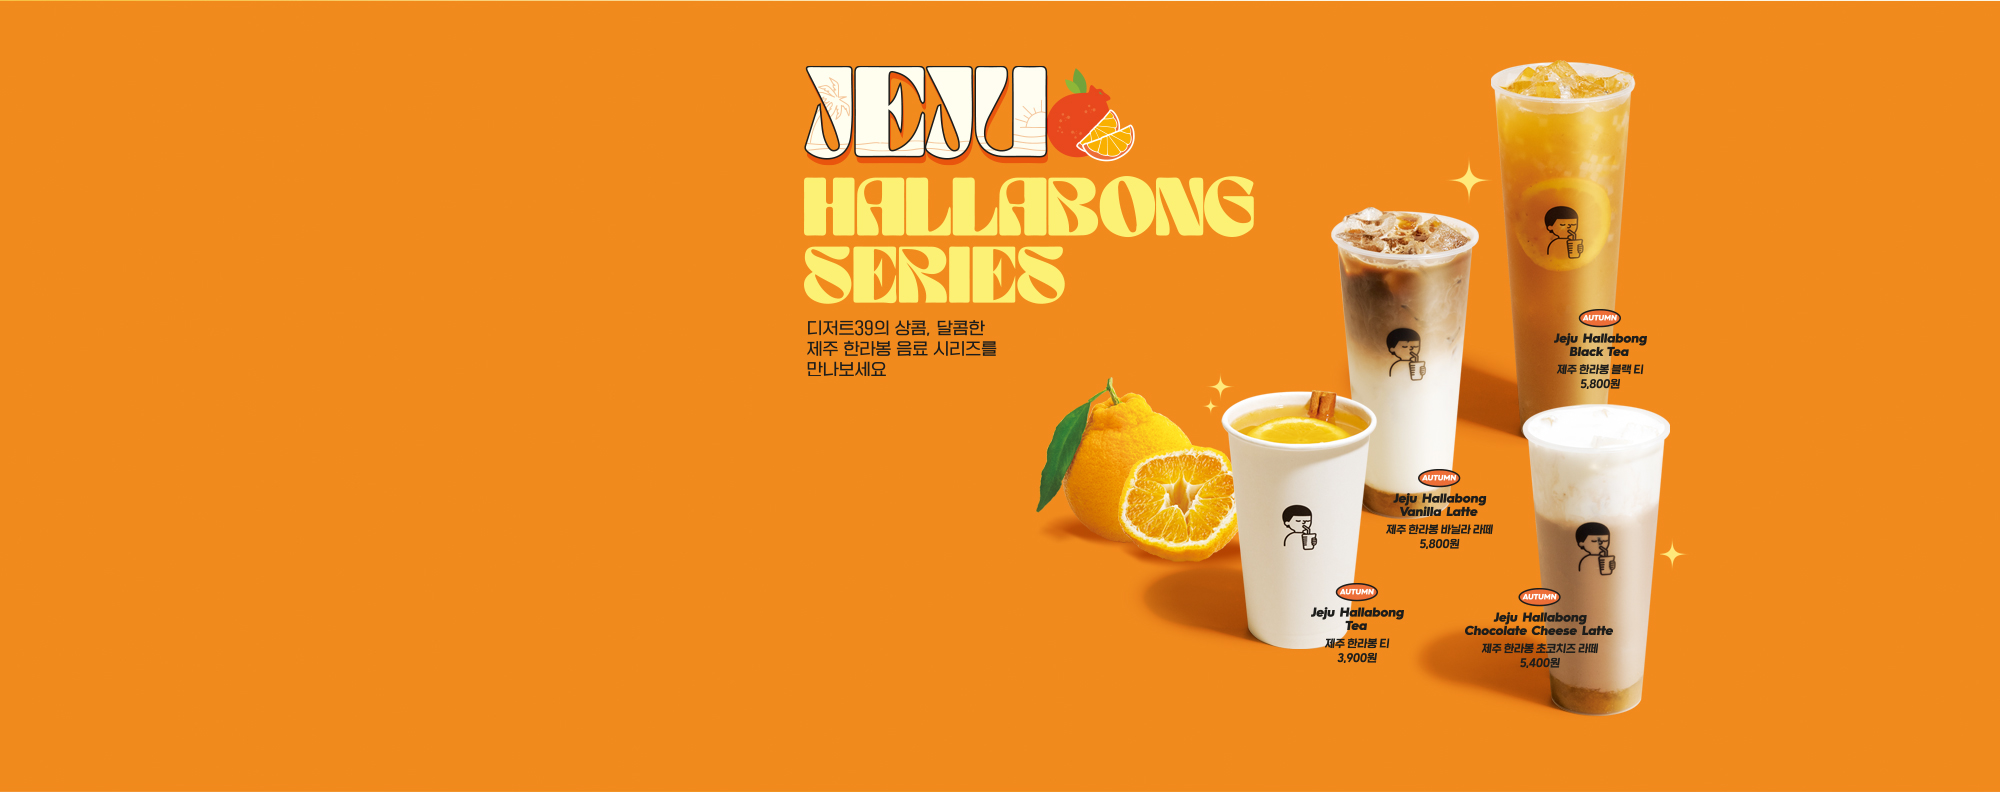 JEJU
HALLABONG
SERIES
디저트39의 상콤, 달콤한
제주 한라봉 음료 시리즈를
만나보세요
AUTUMN
Jeju Hallabong
Black Tea
제주 한라봉 블랙 티
5,800원
AUTUMN
Jeju Hallabong
Vanilla Latte
제주 한라봉 바닐라 라떼
5,800원
AUTUMN
Jeju Hallabong
Tea
제주 한라봉 티
3,900원
AUTUMN
Jeju Hallabong
Chocolate Cheese Latte
제주 한라봉 초코치즈 라떼
5,400원